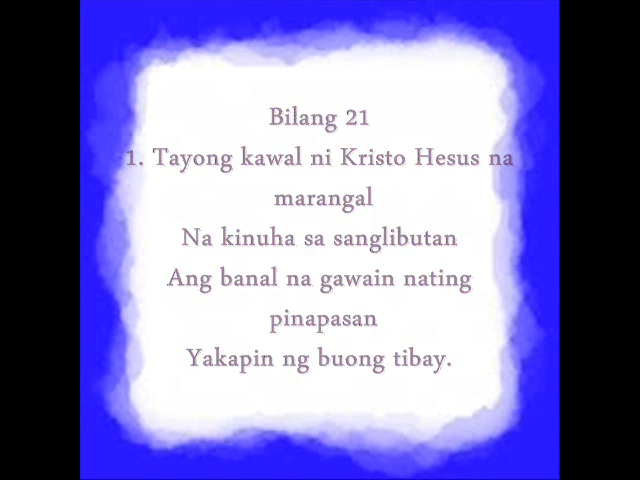 Bilang 21
1. Tayong kawal ni Kristo Hesus na
marangal
Na kinuha sa sanglibutan
Ang banal na gawain nating
pinapasan
Yakapin ng buong tibay.